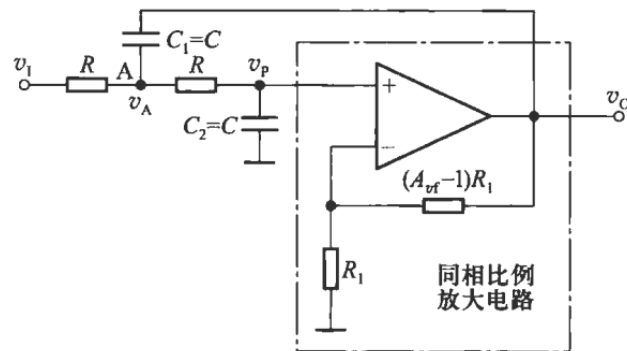 C₁=C
v_I
R
A
R
v_P
v_O
v_A
C₂=C
+
−
(A_vf−1)R₁
R₁
同相比例
放大电路